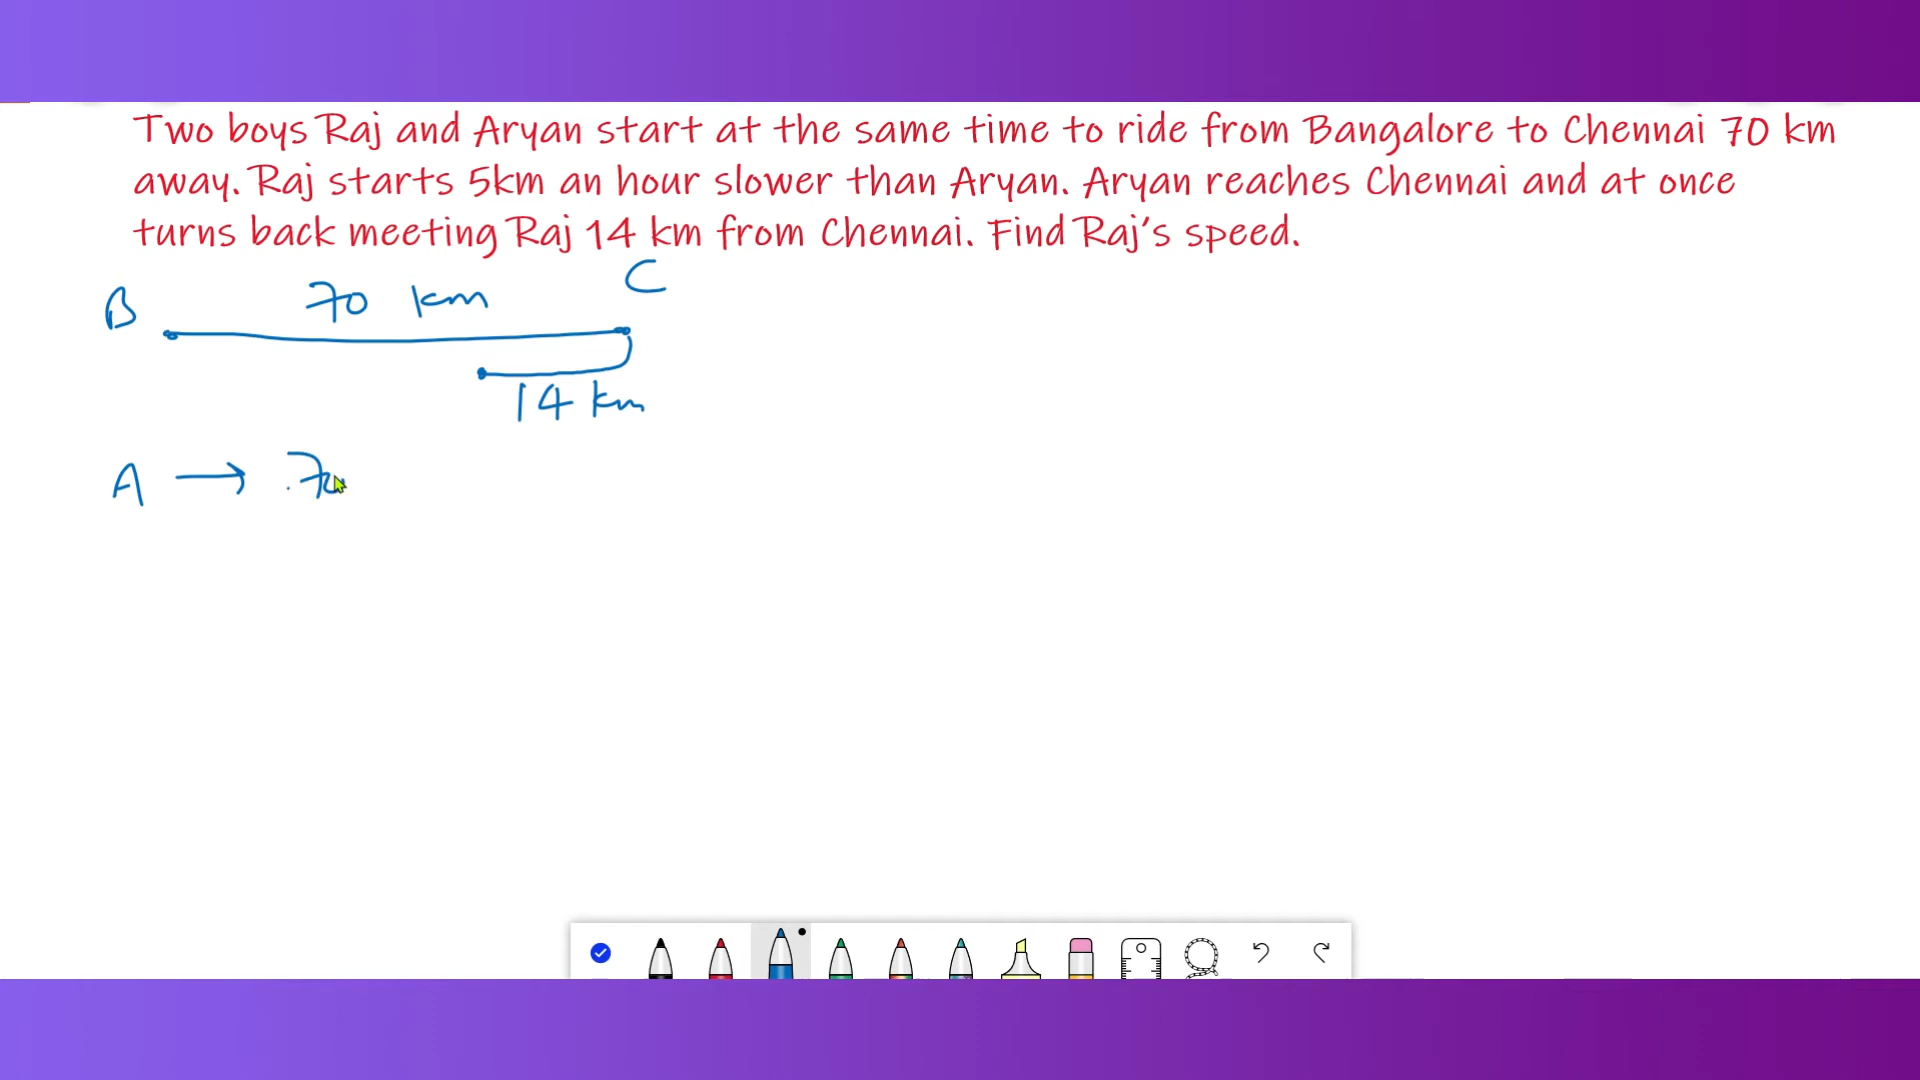 Two boys Raj and Aryan start at the same time to ride from Bangalore to Chennai 70 km
away. Raj starts 5km an hour slower than Aryan. Aryan reaches Chennai and at once
turns back meeting Raj 14 km from Chennai. Find Raj's speed.
B 70 km C
14 km
A → 70